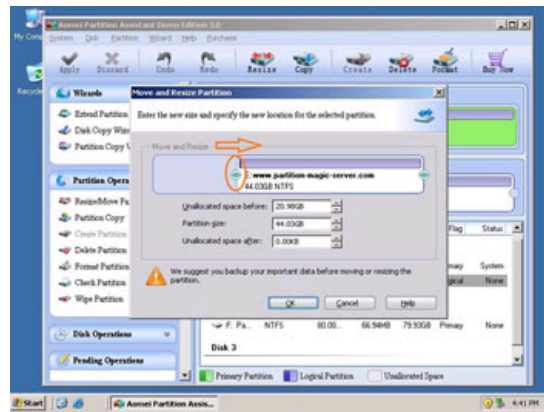 My Comp
Recycle
Aomei Partition Assistant Demo Edition 3.0
System Disk Partition Wizard Help Purchase
Apply Discard Undo Redo Resize Copy Create Delete Format Buy Now
Wizards
Extend Partition
Disk Copy Wiz
Partition Copy W
Partition Opera
Resize/Move Pa
Partition Copy
Create Partition
Delete Partition
Format Partition
Check Partition
Wipe Partition
Disk Operations
Pending Operations
Move and Resize Partition
Enter the new size and specify the new location for the selected partition.
Move and Resize
E: www.partition-magic-server.com
44.03GB NTFS
Unallocated space before: 20.98GB
Partition size: 44.03GB
Unallocated space after: 0.00KB
We suggest you backup your important data before moving or resizing the
partition.
OK Cancel Help
Flag Status
mary System
gical None
F: Pa... NTFS 80.00... 66.94MB 79.93GB Primary None
Disk 3
Primary Partition Logical Partition Unallocated Space
Start Aomei Partition Assis... 4:41 PM